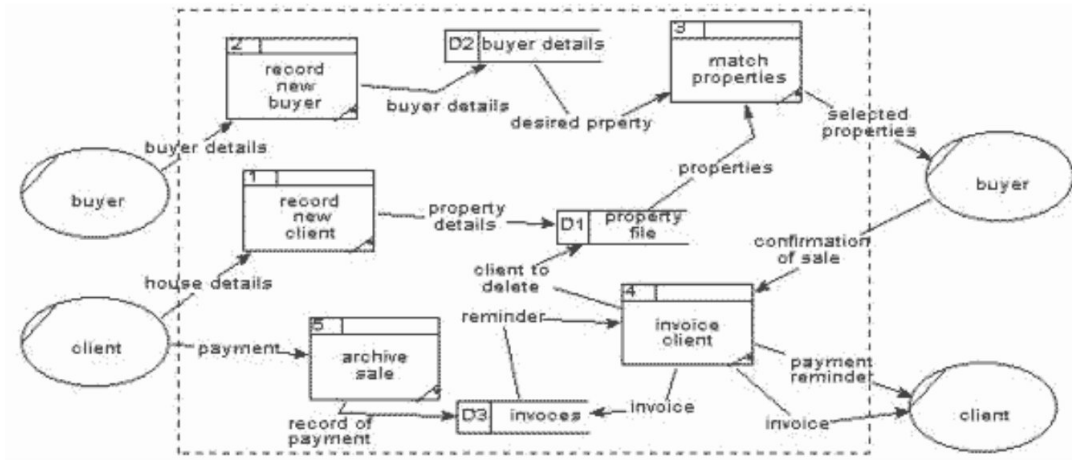 2
record
new
buyer
D2 buyer details
3
match
properties
buyer details
desired prperty
selected
properties
buyer details
buyer
1
record
new
client
property
details
D1 property
file
properties
buyer
confirmation
of sale
house details
client to
delete
4
invoice
client
reminder
client
payment
5
archive
sale
payment
reminder
record of
payment
D3 invoces
invoice
invoice
client